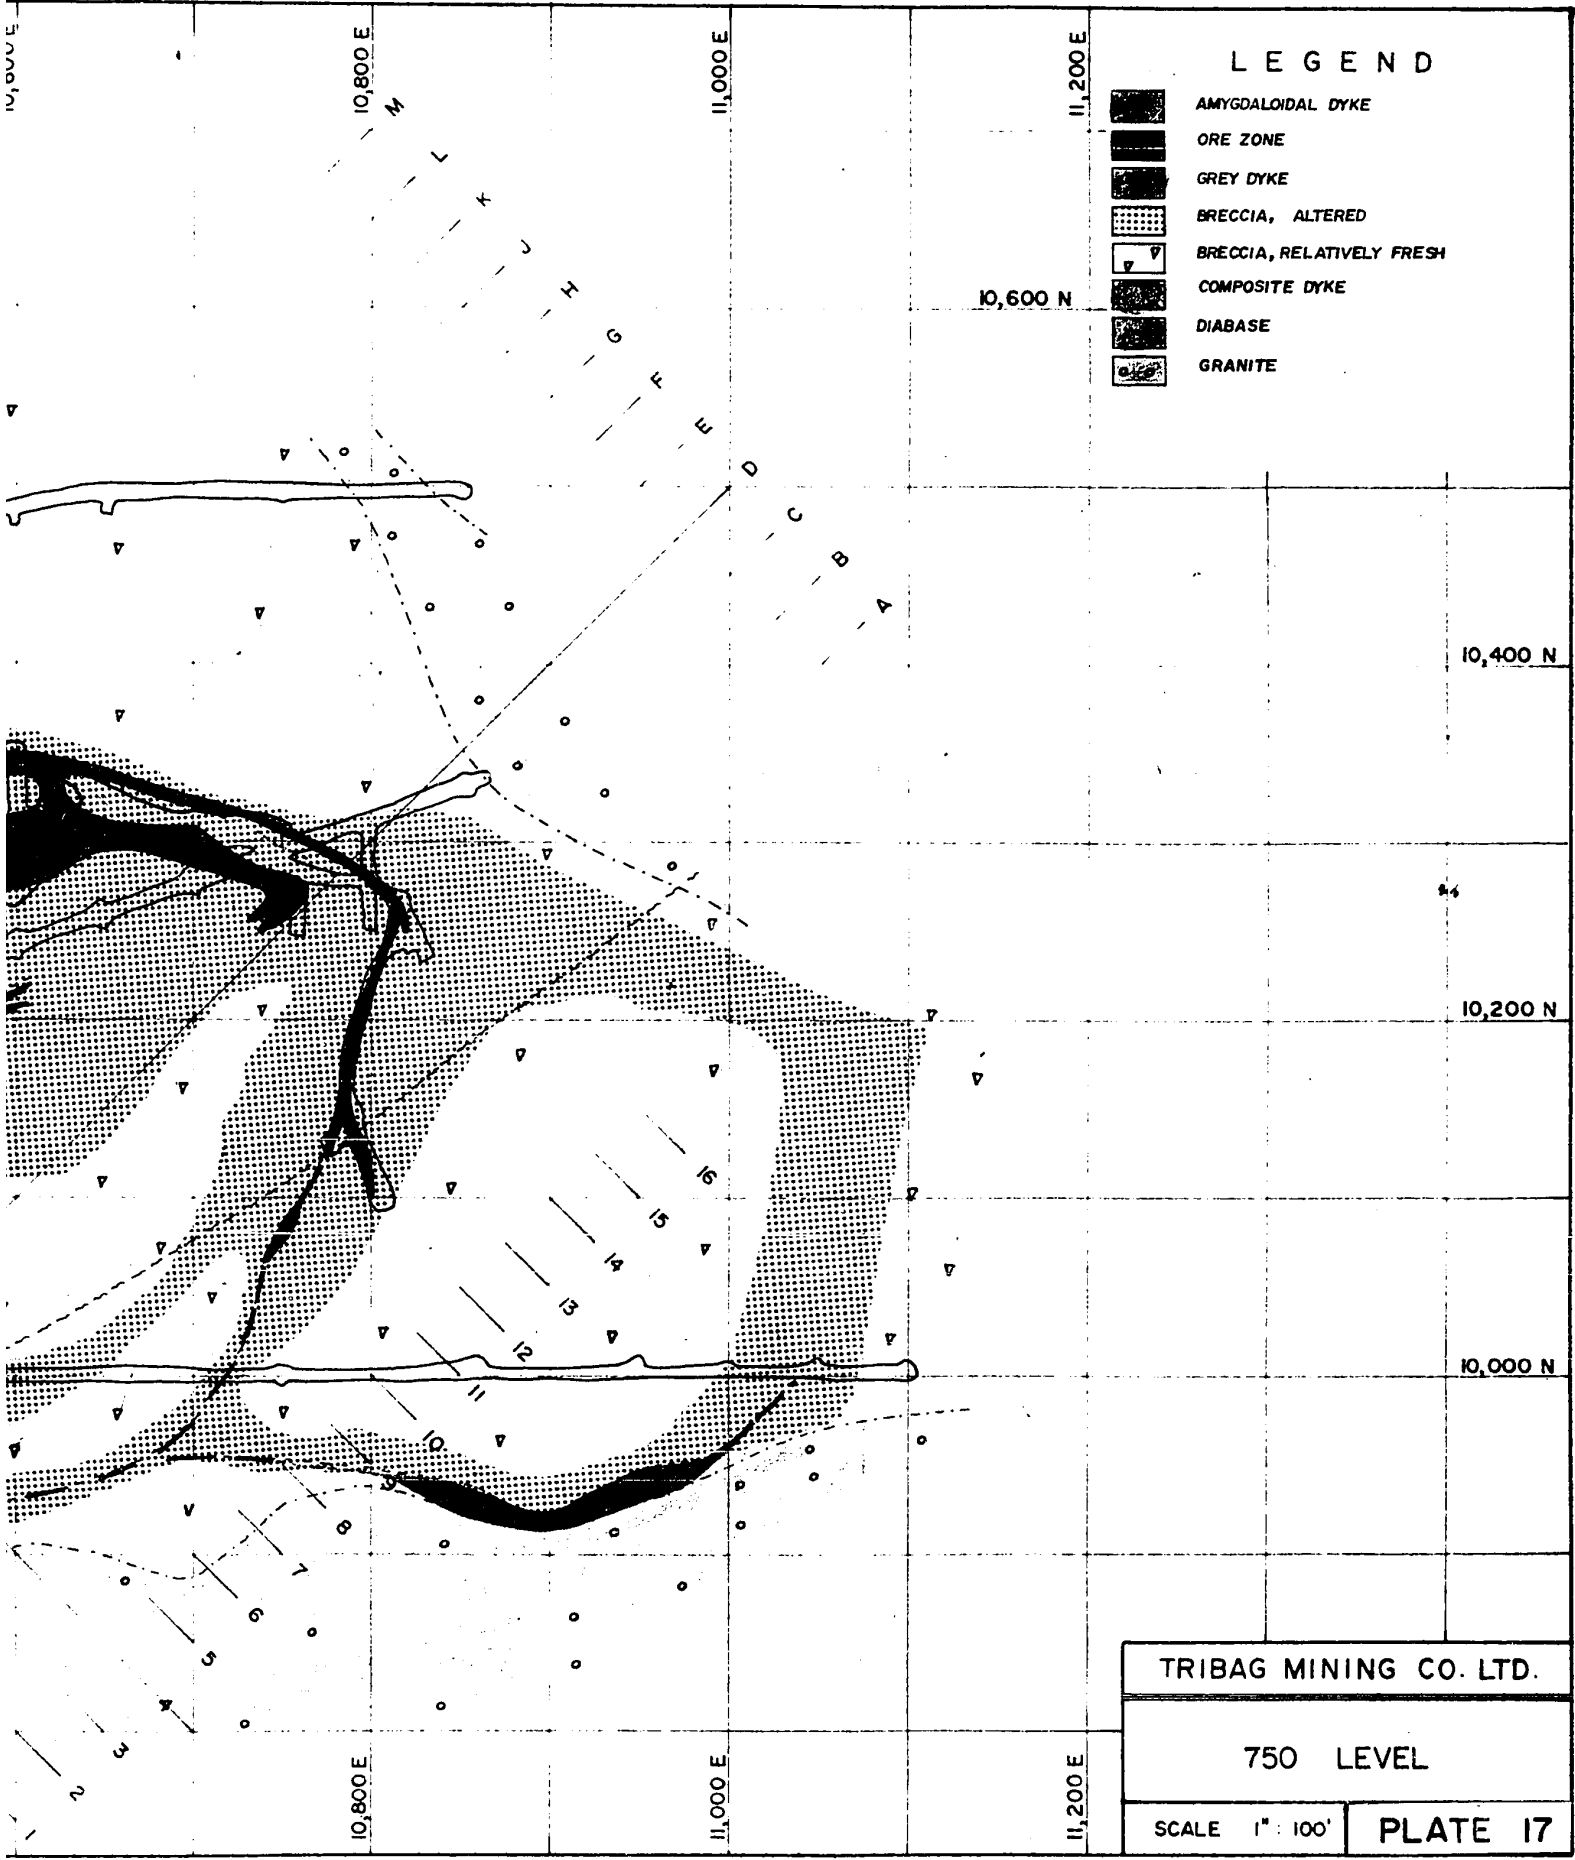 10,600 E
10,800 E
11,000 E
11,200 E
LEGEND
AMYGDALOIDAL DYKE
ORE ZONE
GREY DYKE
BRECCIA, ALTERED
BRECCIA, RELATIVELY FRESH
COMPOSITE DYKE
DIABASE
GRANITE
M
L
K
J
H
G
F
E
D
C
B
A
10,600 N
10,400 N
10,200 N
10,000 N
16
15
14
13
12
11
10
9
8
7
6
5
3
2
10,800 E
11,000 E
11,200 E
TRIBAG MINING CO. LTD.
750 LEVEL
SCALE 1" : 100'
PLATE 17